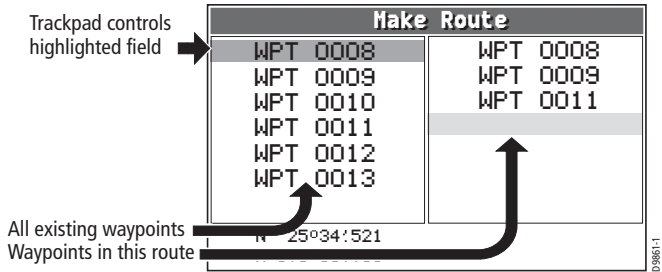 Trackpad controls
highlighted field
Make Route
WPT 0008
WPT 0009
WPT 0010
WPT 0011
WPT 0012
WPT 0013
WPT 0008
WPT 0009
WPT 0011
All existing waypoints
Waypoints in this route
N 25°34'.521
D9861-1